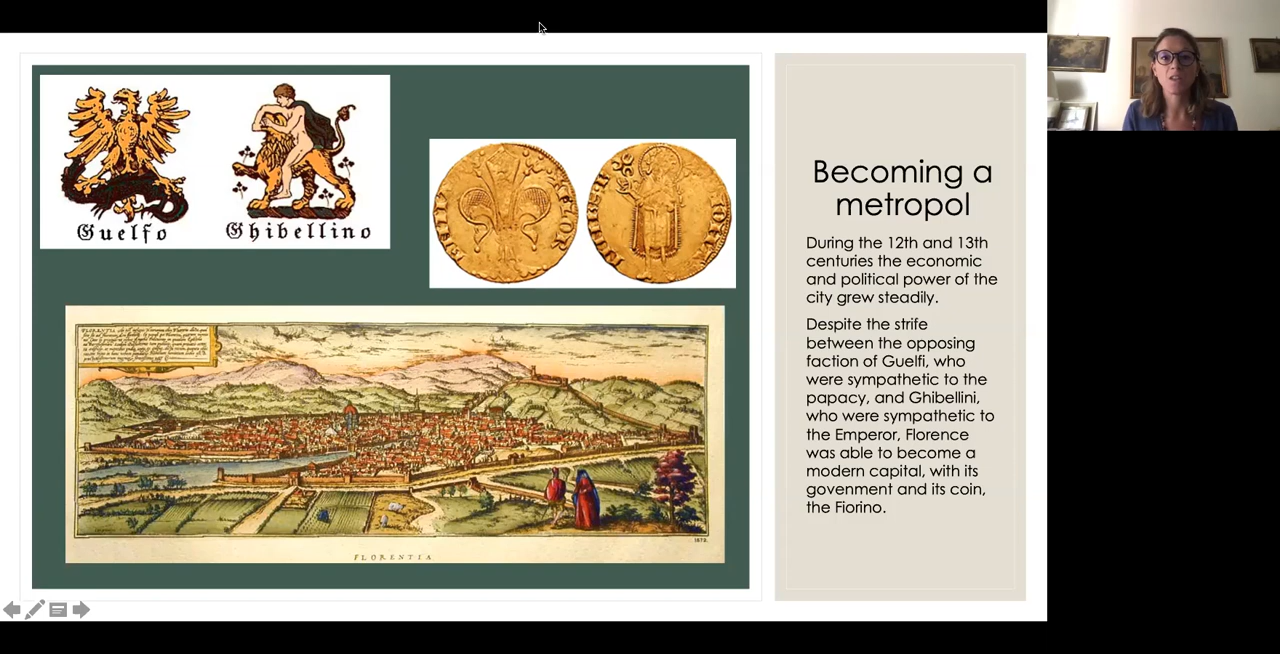 Guelfo
Ghibellino
Becoming a
metropol
During the 12th and 13th
centuries the economic
and political power of the
city grew steadily.
Despite the strife
between the opposing
faction of Guelfi, who
were sympathetic to the
papacy, and Ghibellini,
who were sympathetic to
the Emperor, Florence
was able to become a
modern capital, with its
govenment and its coin,
the Fiorino.
FLORENTIA